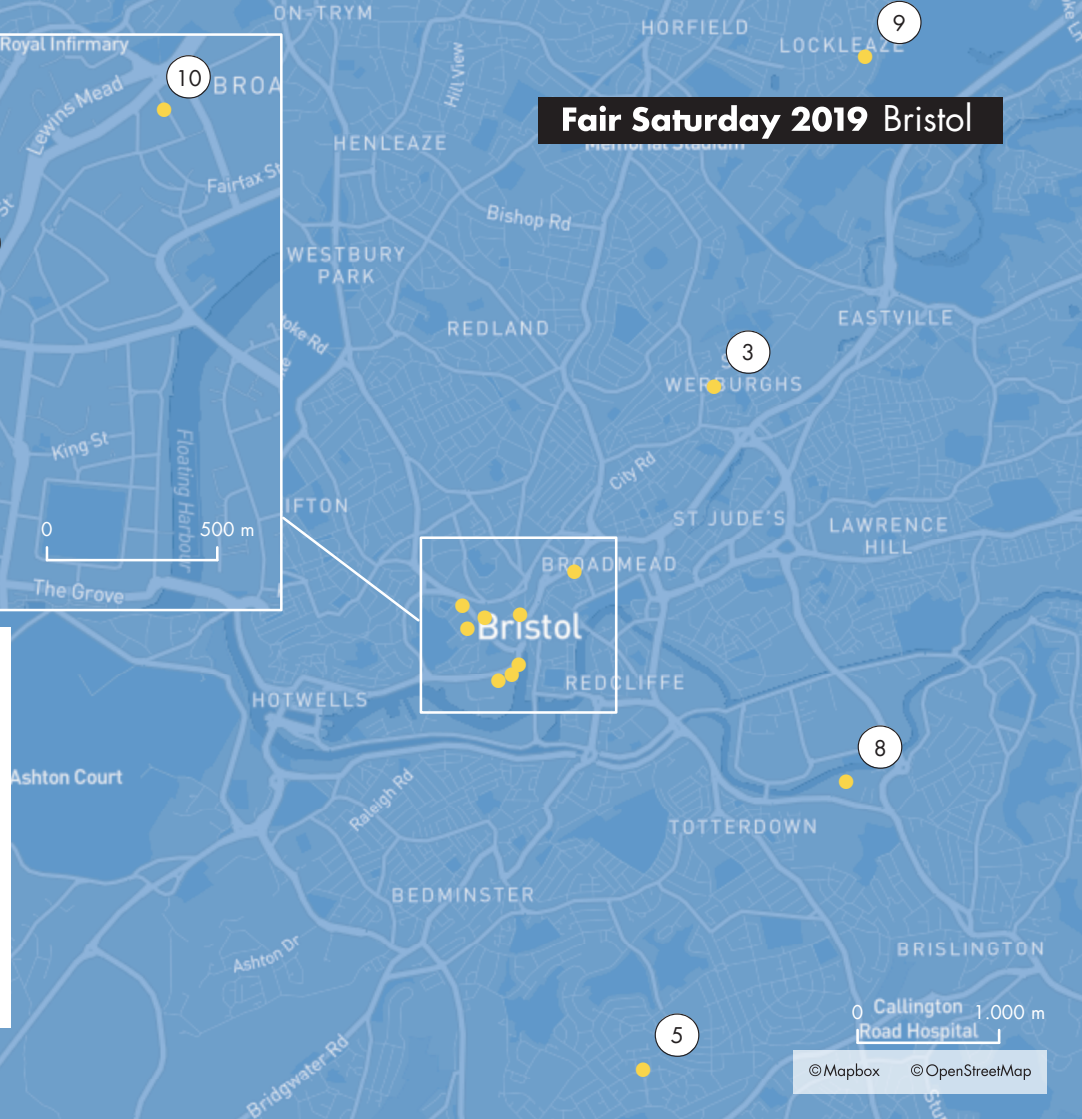 ON-TRYM
HORFIELD
9
LOCKLEAZE
Royal Infirmary
10
BROA
Hill View
Lewins Mead
Fair Saturday 2019 Bristol
HENLEAZE
Memorial Stadium
Fairfax St
St
Bishop Rd
WESTBURY
PARK
EASTVILLE
REDLAND
oke Rd
3
WERBURGHS
King St
City Rd
Floating Harbour
IFTON
ST JUDE'S
LAWRENCE
HILL
0 500 m
BROADMEAD
The Grove
Bristol
REDCLIFFE
HOTWELLS
8
Ashton Court
Raleigh Rd
TOTTERDOWN
BEDMINSTER
Ashton Dr
BRISLINGTON
Callington
Road Hospital
0 1.000 m
5
Bridgwater Rd
©Mapbox ©OpenStreetMap